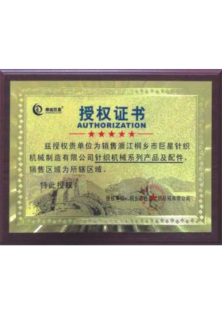 授权证书
AUTHORIZATION
兹授权贵单位为销售浙江桐乡市巨星针织
机械制造有限公司针织机械系列产品及配件。
销售区域为所辖区域。
特此授权